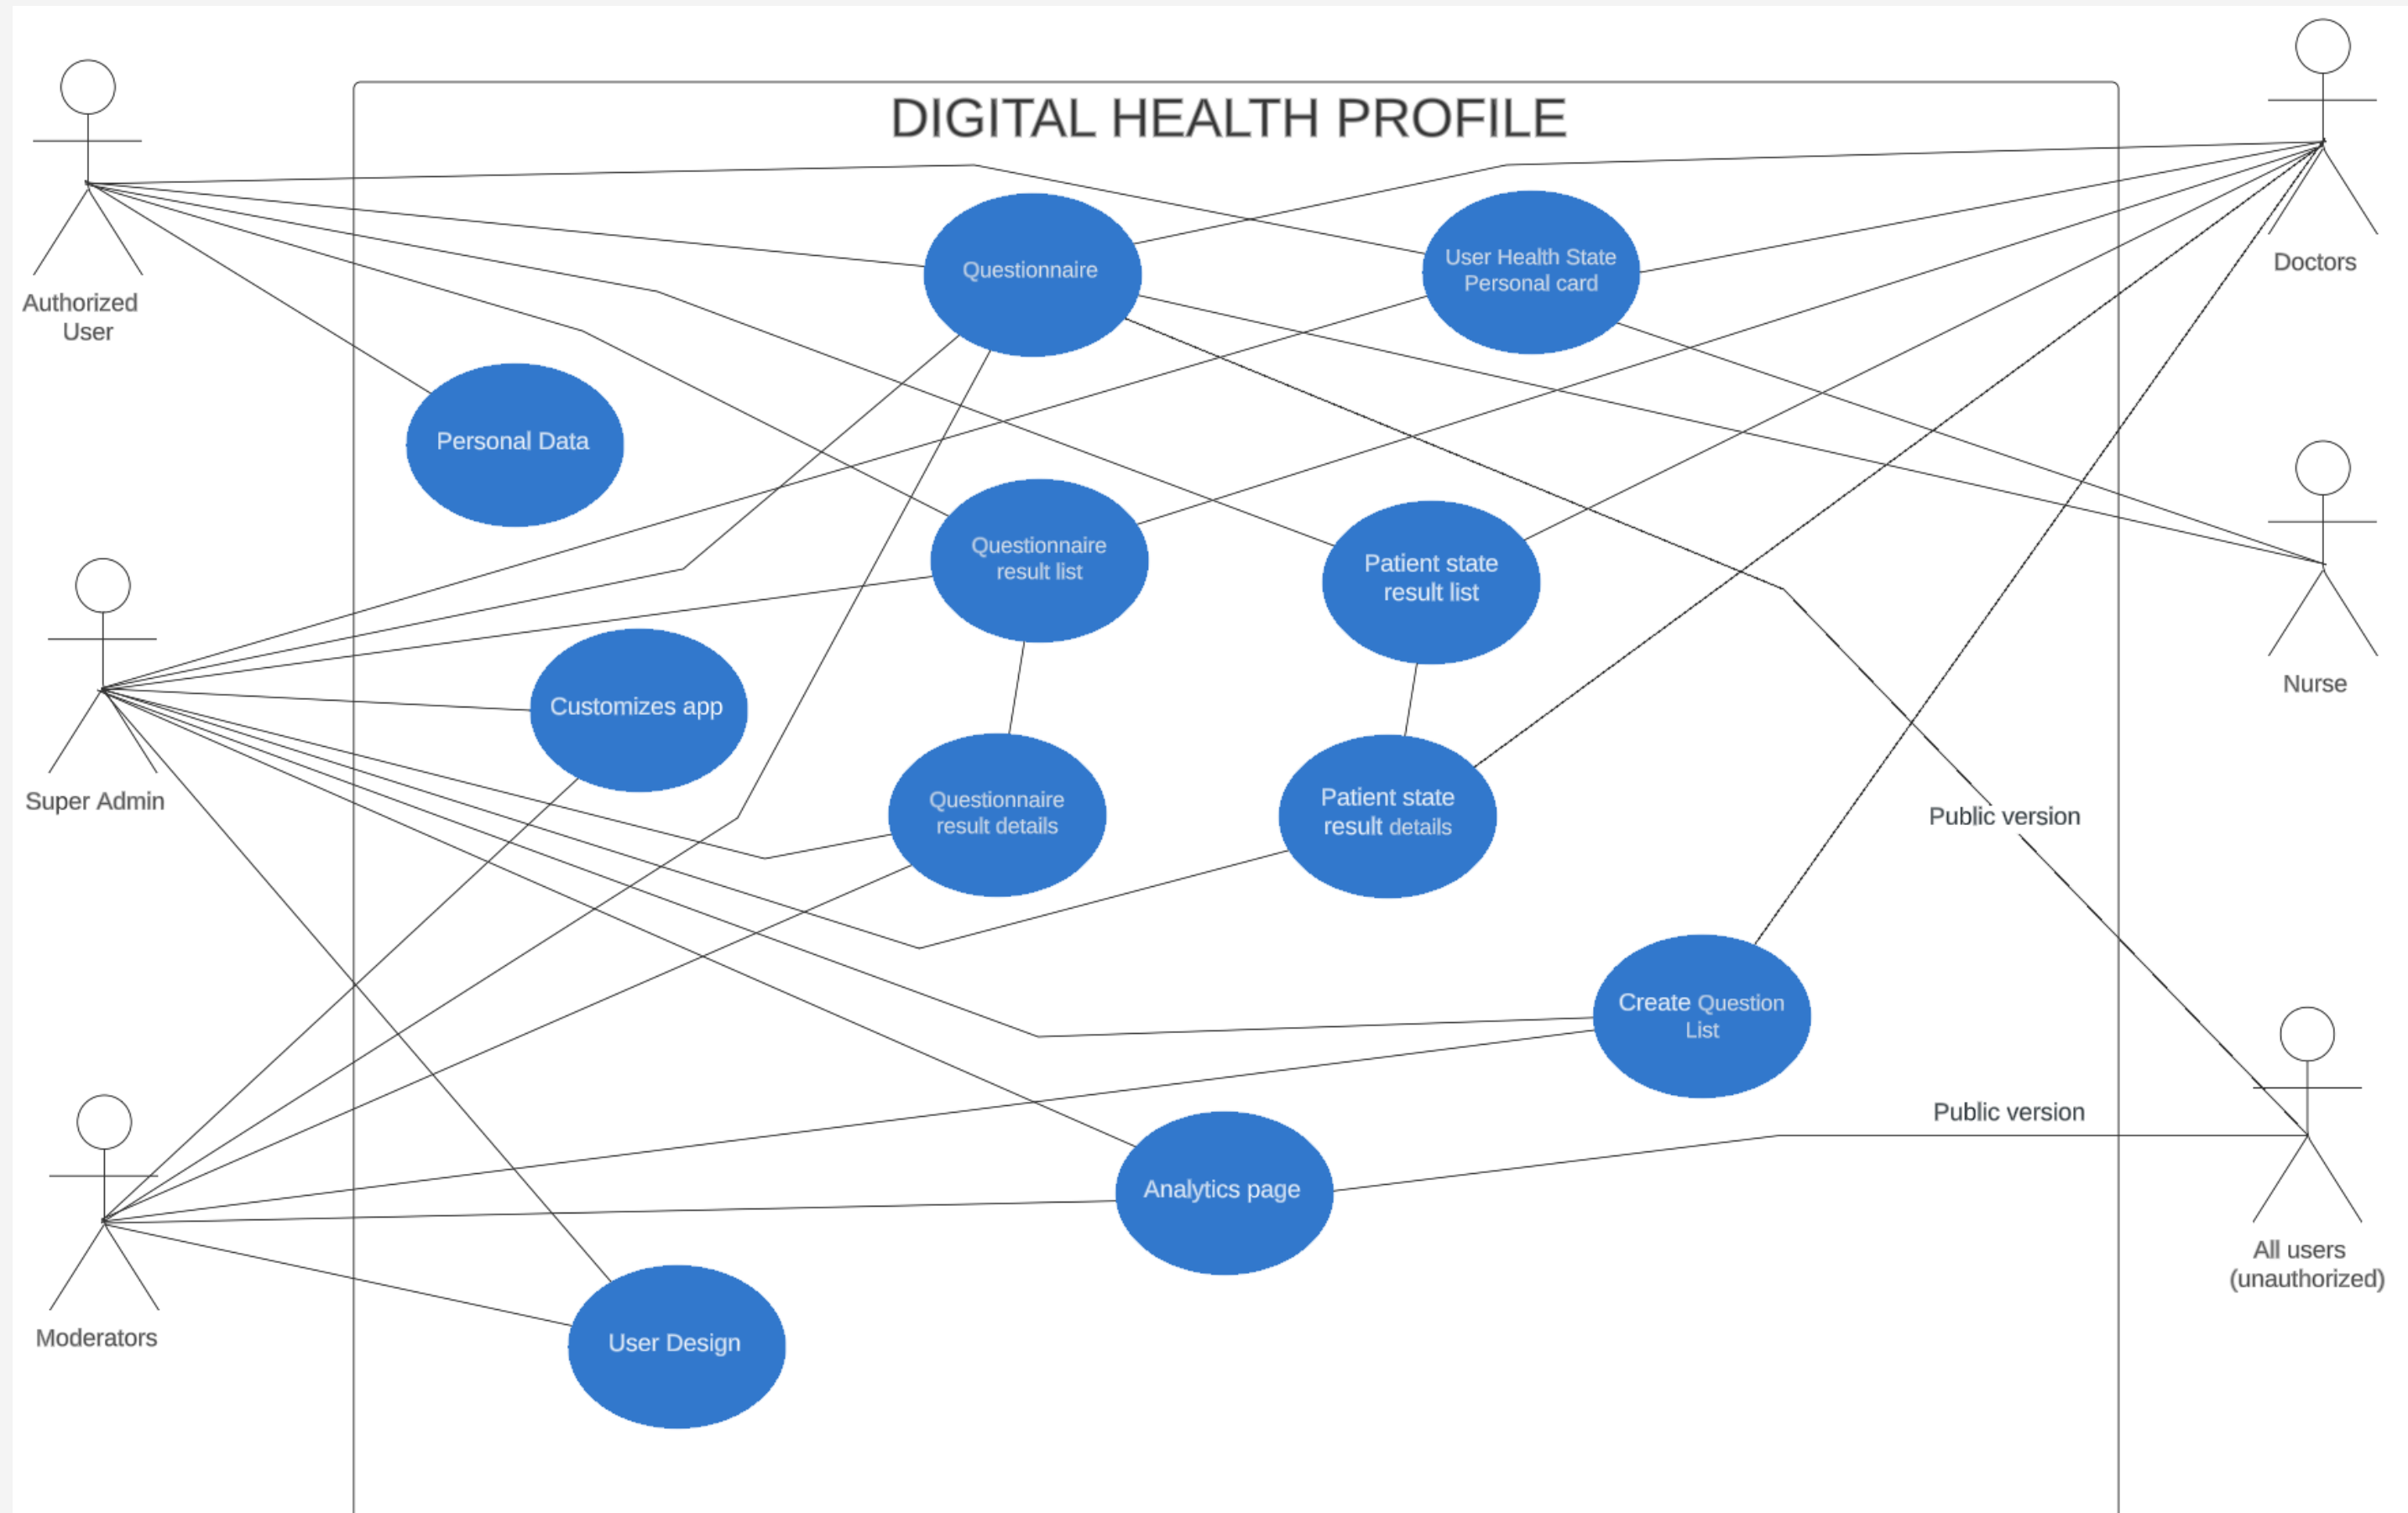 DIGITAL HEALTH PROFILE
Authorized
User
Questionnaire
User Health State
Personal card
Doctors
Personal Data
Questionnaire
result list
Patient state
result list
Nurse
Super Admin
Customizes app
Questionnaire
result details
Patient state
result details
Public version
Create Question
List
Public version
Analytics page
All users
(unauthorized)
Moderators
User Design